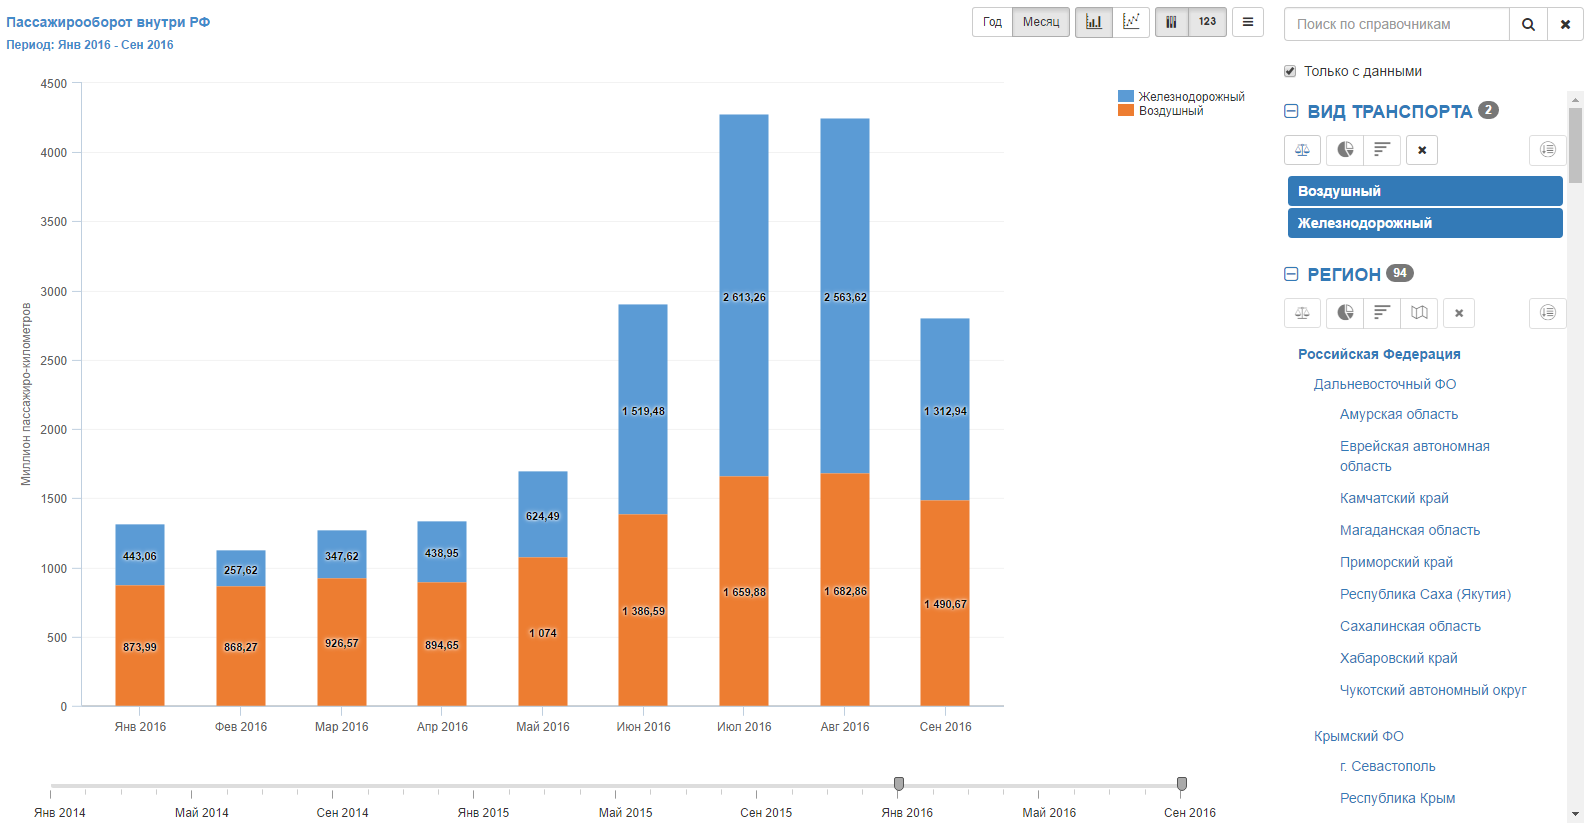 Пассажирооборот внутри РФ
Период: Янв 2016 - Сен 2016
Год Месяц 123
Поиск по справочникам
Только с данными
Железнодорожный
Воздушный
Миллион пассажиро-километров
4500
4000
3500
3000
2500
2000
1500
1000
500
0
443,06 257,62 347,62 438,95 624,49 1 519,48 2 613,26 2 563,62 1 312,94
873,99 868,27 926,57 894,65 1 074 1 386,59 1 659,88 1 682,86 1 490,67
Янв 2016 Фев 2016 Мар 2016 Апр 2016 Май 2016 Июн 2016 Июл 2016 Авг 2016 Сен 2016
Янв 2014 Май 2014 Сен 2014 Янв 2015 Май 2015 Сен 2015 Янв 2016 Май 2016 Сен 2016
ВИД ТРАНСПОРТА 2
Воздушный
Железнодорожный
РЕГИОН 94
Российская Федерация
Дальневосточный ФО
Амурская область
Еврейская автономная
область
Камчатский край
Магаданская область
Приморский край
Республика Саха (Якутия)
Сахалинская область
Хабаровский край
Чукотский автономный округ
Крымский ФО
г. Севастополь
Республика Крым